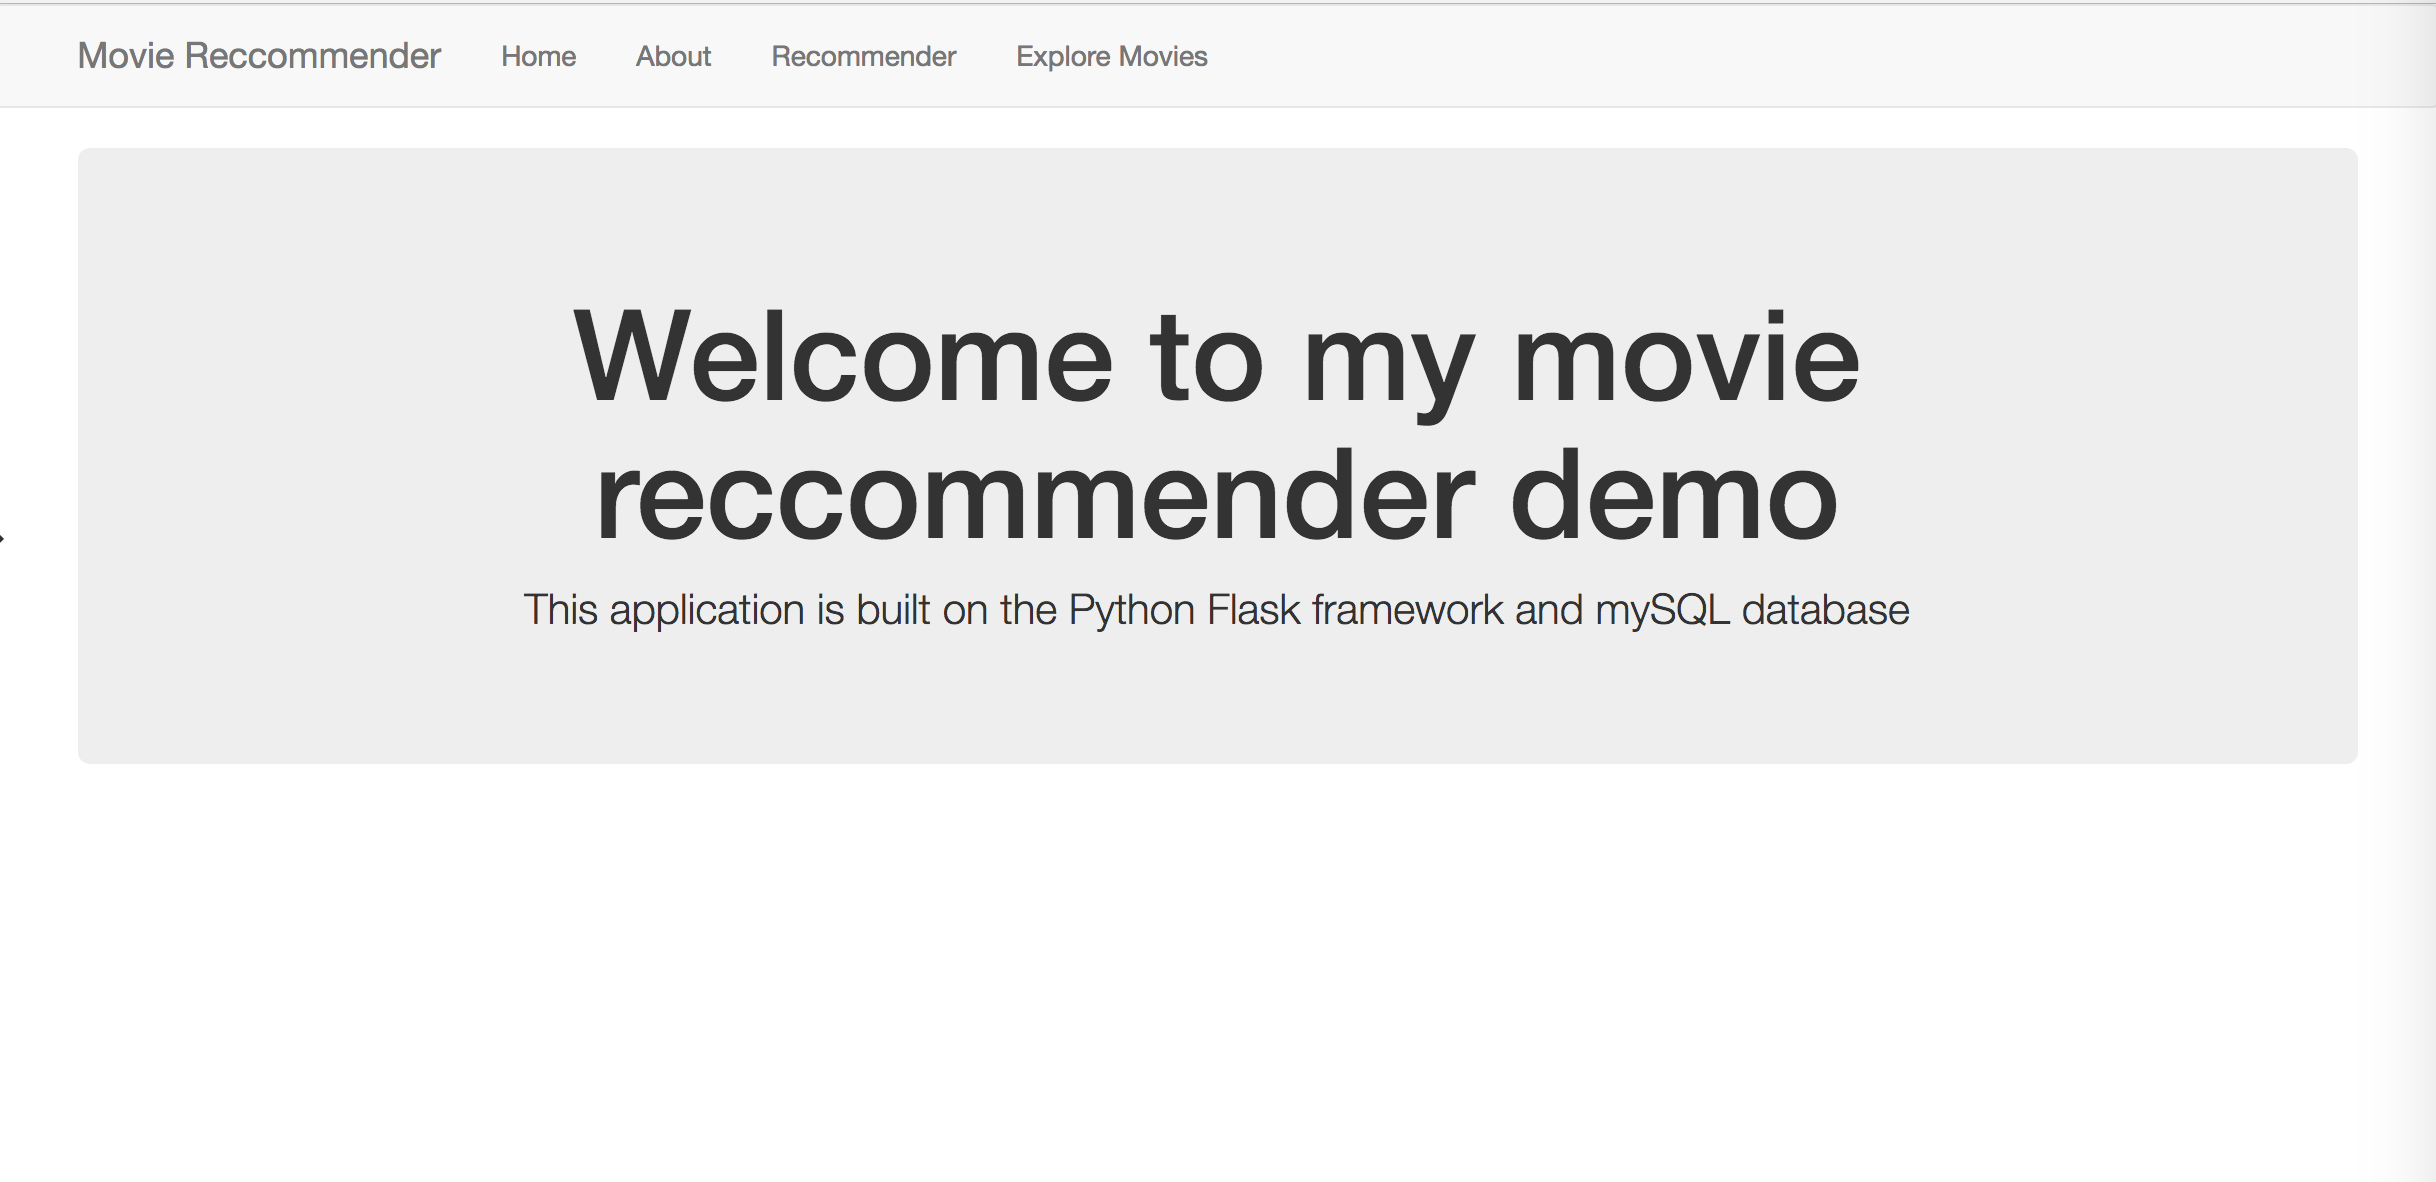 Movie Reccommender Home About Recommender Explore Movies
Welcome to my movie
reccommender demo
This application is built on the Python Flask framework and mySQL database